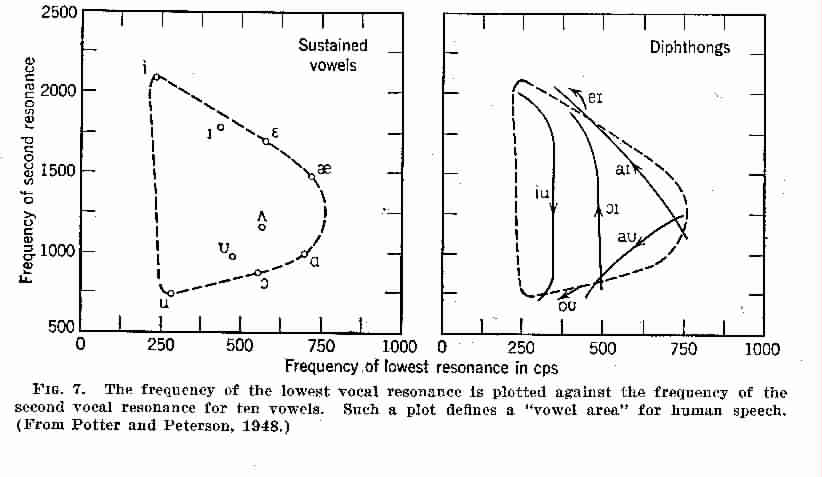 2500
2000
1500
1000
500
Frequency of second resonance
Sustained
vowels
i
ɪ
ɛ
æ
ʌ
ʊ
ɑ
ɔ
u
0
250
500
750
1000
Diphthongs
eɪ
aɪ
iu
ɔɪ
aʊ
oʊ
0
250
500
750
1000
Frequency of lowest resonance in cps
FIG. 7. The frequency of the lowest vocal resonance is plotted against the frequency of the
second vocal resonance for ten vowels. Such a plot defines a "vowel area" for human speech.
(From Potter and Peterson, 1948.)